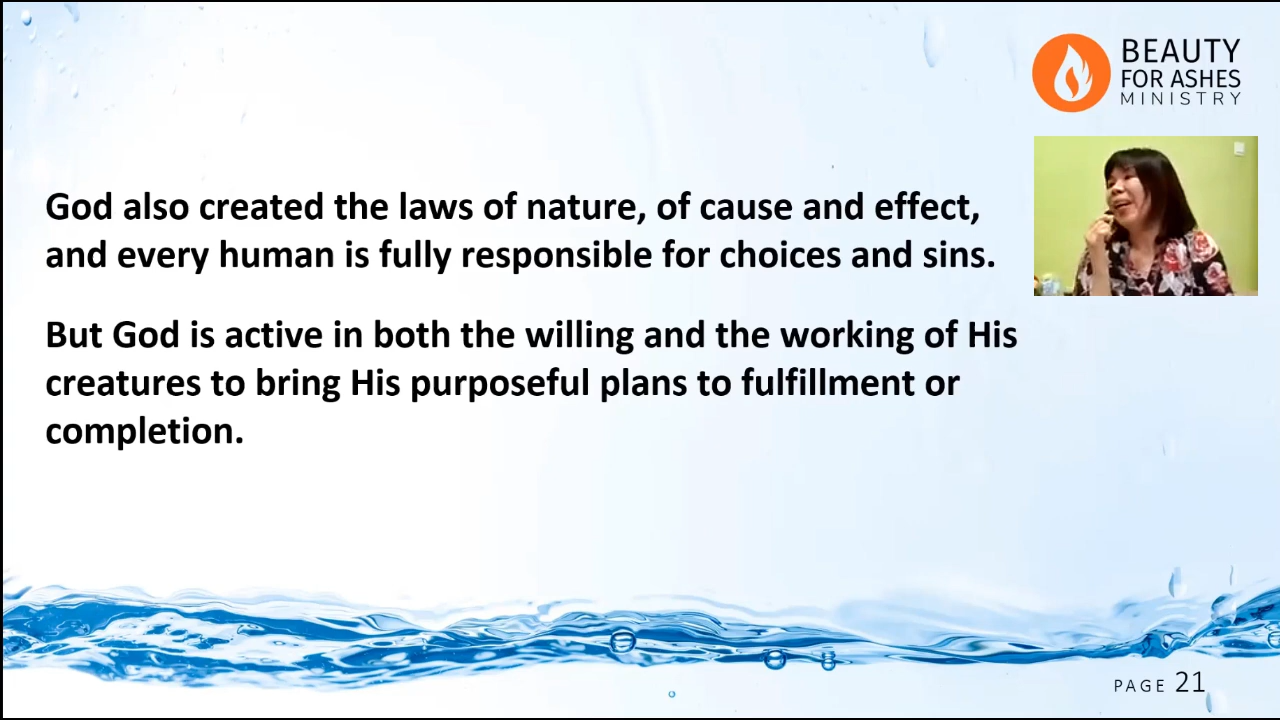 BEAUTY
FOR ASHES
MINISTRY
God also created the laws of nature, of cause and effect,
and every human is fully responsible for choices and sins.
But God is active in both the willing and the working of His
creatures to bring His purposeful plans to fulfillment or
completion.
PAGE 21